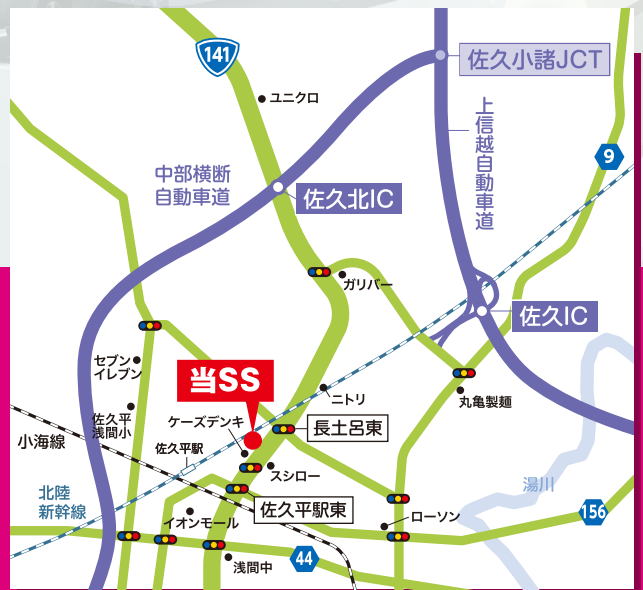 141
佐久小諸JCT
ユニクロ
上信越自動車道
9
中部横断
自動車道
佐久北IC
ガリバー
佐久IC
セブン
イレブン
当SS
ニトリ
丸亀製麺
佐久平
浅間小
ケーズデンキ
長土呂東
小海線
佐久平駅
スシロー
湯川
北陸
新幹線
イオンモール
佐久平駅東
ローソン
156
44
浅間中